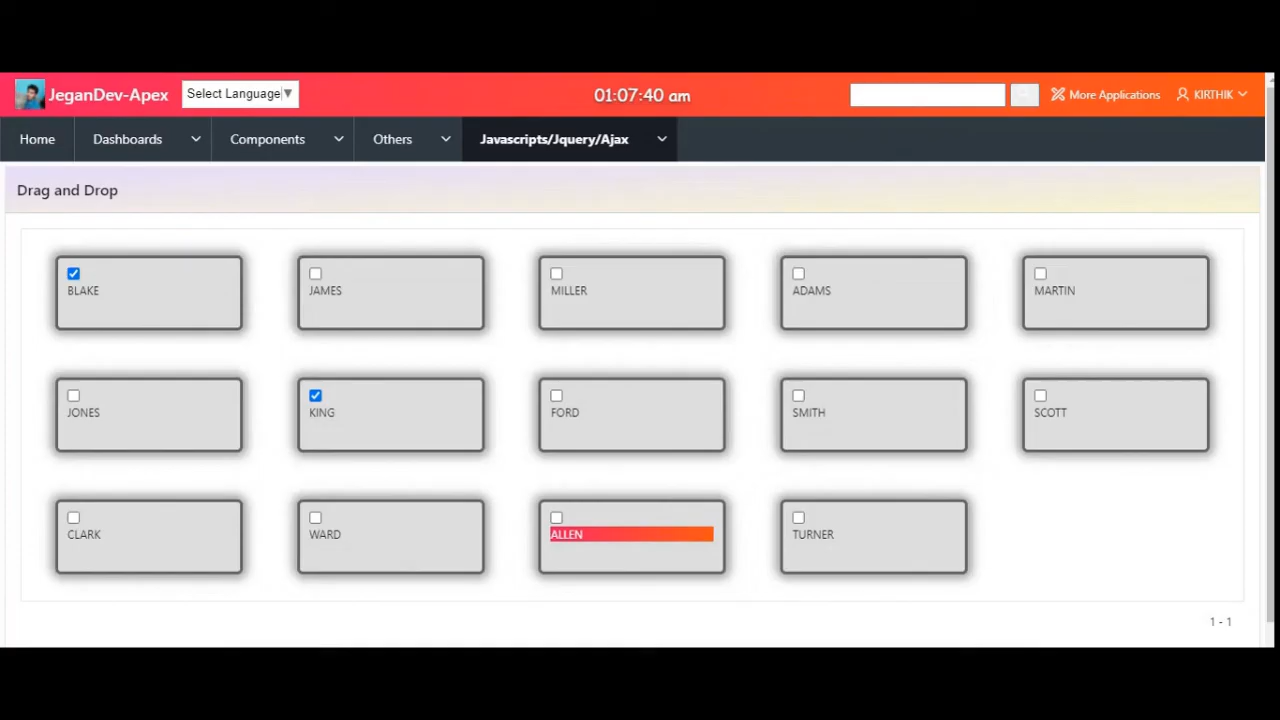 JeganDev-Apex Select Language 01:07:40 am More Applications KIRTHIK
Home Dashboards Components Others Javascripts/Jquery/Ajax
Drag and Drop
BLAKE JAMES MILLER ADAMS MARTIN
JONES KING FORD SMITH SCOTT
CLARK WARD ALLEN TURNER
1 - 1